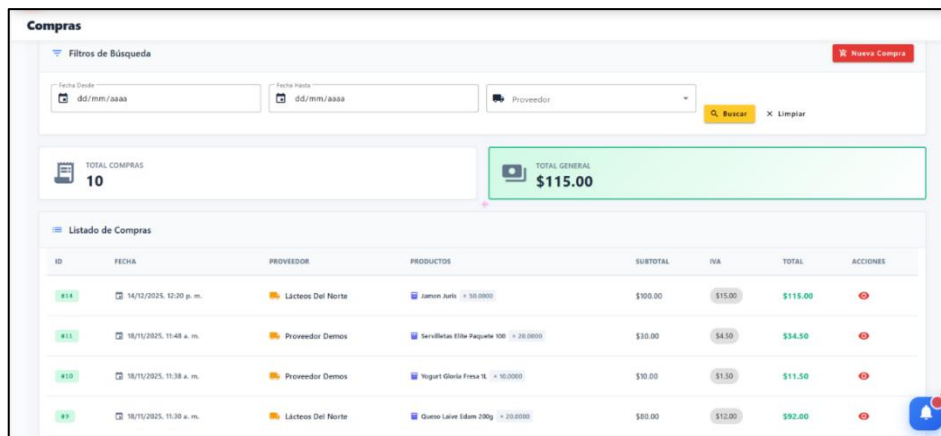 Compras
Filtros de Búsqueda
Nueva Compra
Fecha Desde
dd/mm/aaaa
Fecha Hasta
dd/mm/aaaa
Proveedor
Buscar
Limpiar
TOTAL COMPRAS
10
TOTAL GENERAL
$115.00
Listado de Compras
ID FECHA PROVEEDOR PRODUCTOS SUBTOTAL IVA TOTAL ACCIONES
#14 14/12/2025, 12:20 p. m. Lácteos Del Norte Jamon Juris × 50.0000 $100.00 $15.00 $115.00
#11 18/11/2025, 11:48 a. m. Proveedor Demos Servilletas Elite Paquete 100 × 20.0000 $30.00 $4.50 $34.50
#10 18/11/2025, 11:38 a. m. Proveedor Demos Yogurt Gloria Fresa 1L × 10.0000 $10.00 $1.50 $11.50
#9 18/11/2025, 11:30 a. m. Lácteos Del Norte Queso Laive Edam 200g × 20.0000 $80.00 $12.00 $92.00